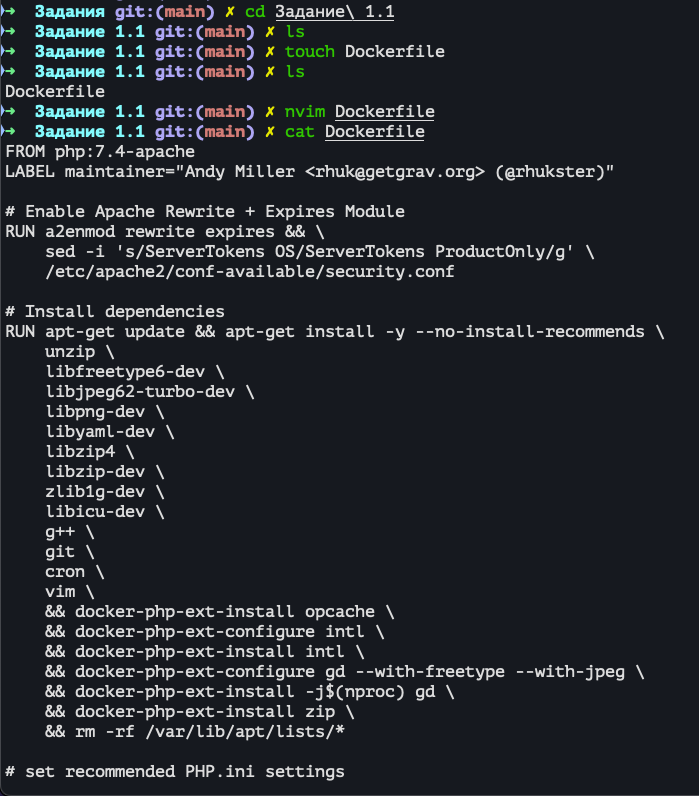 ➜  Задания git:(main) ✗ cd Задание\ 1.1
➜  Задание 1.1 git:(main) ✗ ls
➜  Задание 1.1 git:(main) ✗ touch Dockerfile
➜  Задание 1.1 git:(main) ✗ ls
Dockerfile
➜  Задание 1.1 git:(main) ✗ nvim Dockerfile
➜  Задание 1.1 git:(main) ✗ cat Dockerfile
FROM php:7.4-apache
LABEL maintainer="Andy Miller <rhuk@getgrav.org> (@rhukster)"

# Enable Apache Rewrite + Expires Module
RUN a2enmod rewrite expires && \
    sed -i 's/ServerTokens OS/ServerTokens ProductOnly/g' \
    /etc/apache2/conf-available/security.conf

# Install dependencies
RUN apt-get update && apt-get install -y --no-install-recommends \
    unzip \
    libfreetype6-dev \
    libjpeg62-turbo-dev \
    libpng-dev \
    libyaml-dev \
    libzip4 \
    libzip-dev \
    zlib1g-dev \
    libicu-dev \
    g++ \
    git \
    cron \
    vim \
    && docker-php-ext-install opcache \
    && docker-php-ext-configure intl \
    && docker-php-ext-install intl \
    && docker-php-ext-configure gd --with-freetype --with-jpeg \
    && docker-php-ext-install -j$(nproc) gd \
    && docker-php-ext-install zip \
    && rm -rf /var/lib/apt/lists/*

# set recommended PHP.ini settings